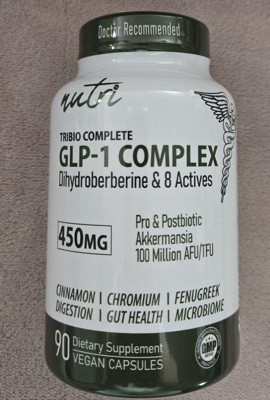 Doctor Recommended
nutri
TRIBIO COMPLETE
GLP-1 COMPLEX
Dihydroberberine & 8 Actives
450MG
Pro & Postbiotic
Akkermansia
100 Million AFU/TFU
CINNAMON | CHROMIUM | FENUGREEK
DIGESTION | GUT HEALTH | MICROBIOME
90 Dietary Supplement
VEGAN CAPSULES
GMP